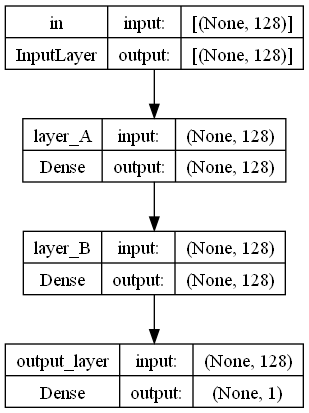 in input: [(None, 128)]
InputLayer output: [(None, 128)]
layer_A input: (None, 128)
Dense output: (None, 128)
layer_B input: (None, 128)
Dense output: (None, 128)
output_layer input: (None, 128)
Dense output: (None, 1)